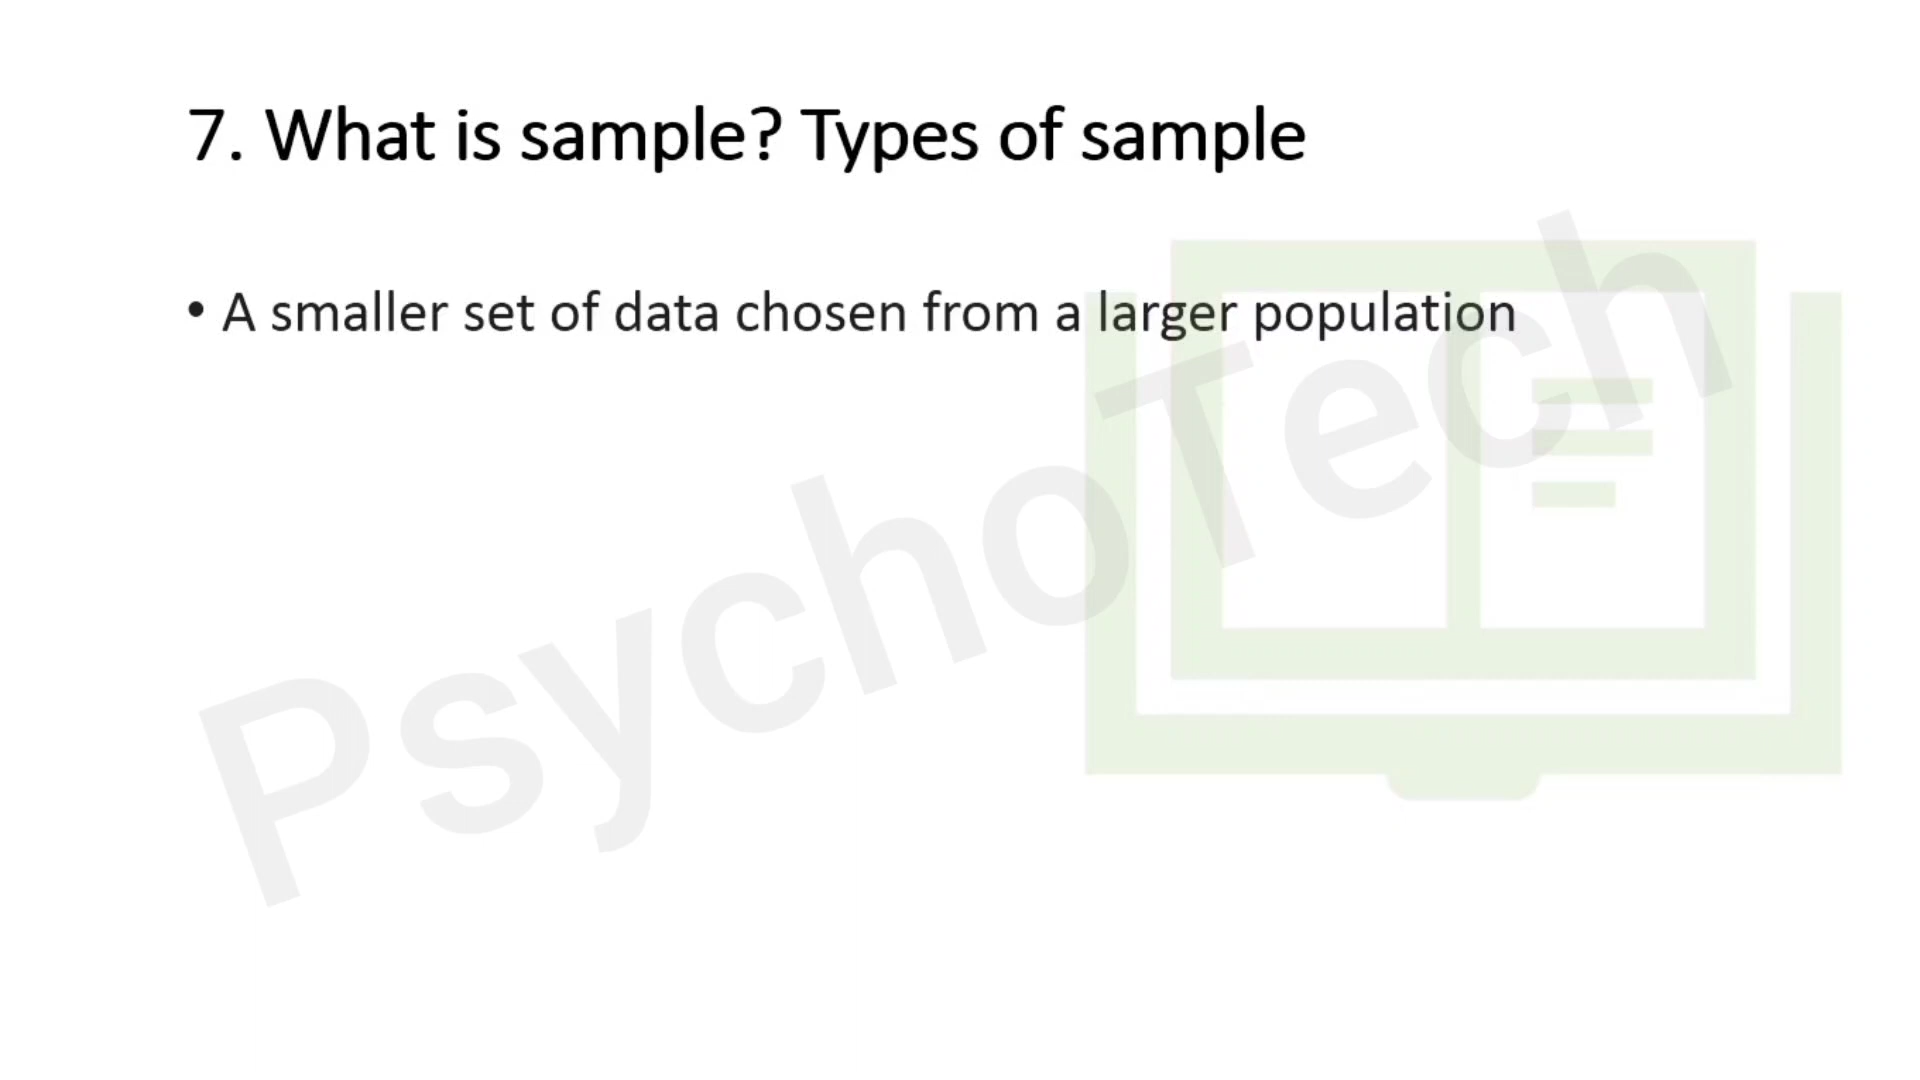 7. What is sample? Types of sample
• A smaller set of data chosen from a larger population
PsychoTech